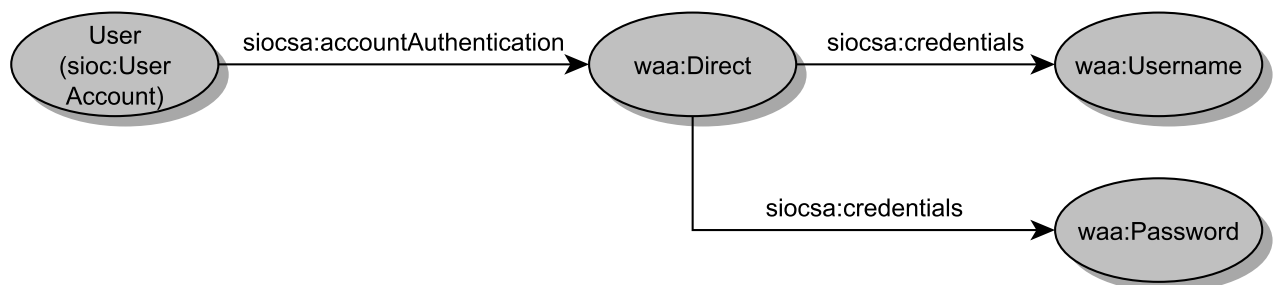 User
(sioc:User
Account)
siocsa:accountAuthentication
waa:Direct
siocsa:credentials
waa:Username
siocsa:credentials
waa:Password